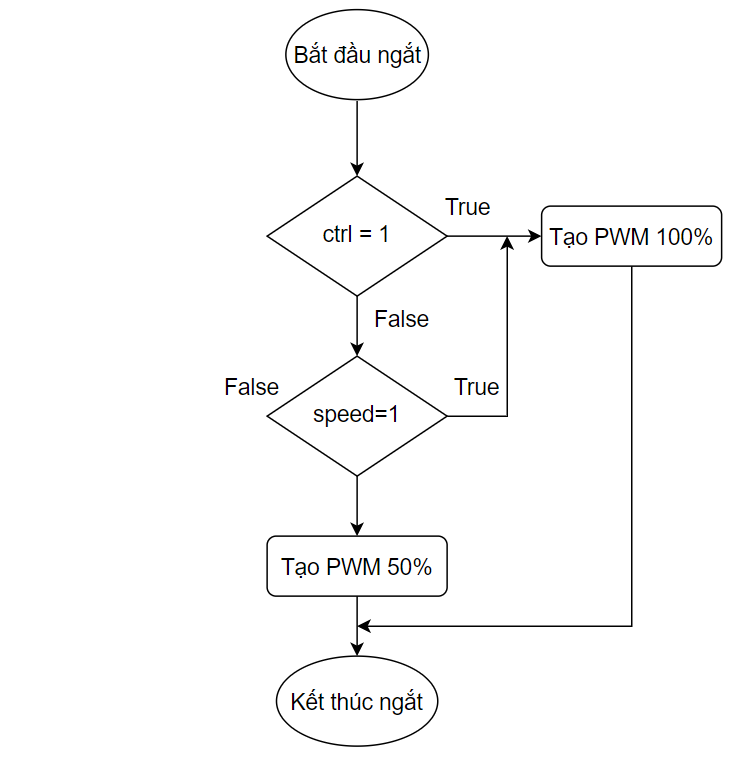 Bắt đầu ngắt
True
ctrl = 1
Tạo PWM 100%
False
False
True
speed=1
Tạo PWM 50%
Kết thúc ngắt